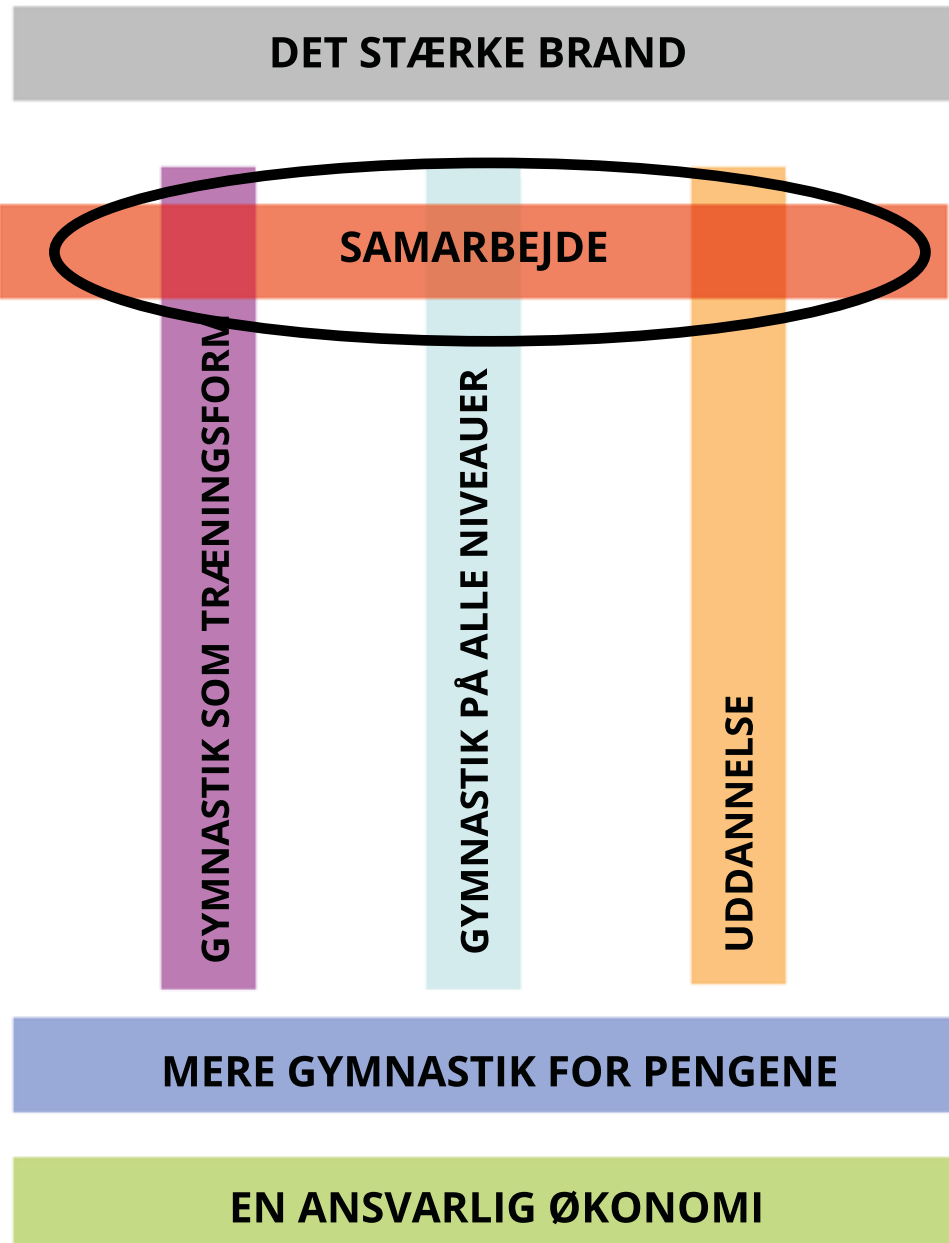 DET STÆRKE BRAND
SAMARBEJDE
GYMNASTIK SOM TRÆNINGSFORM
GYMNASTIK PÅ ALLE NIVEAUER
UDDANNELSE
MERE GYMNASTIK FOR PENGENE
EN ANSVARLIG ØKONOMI